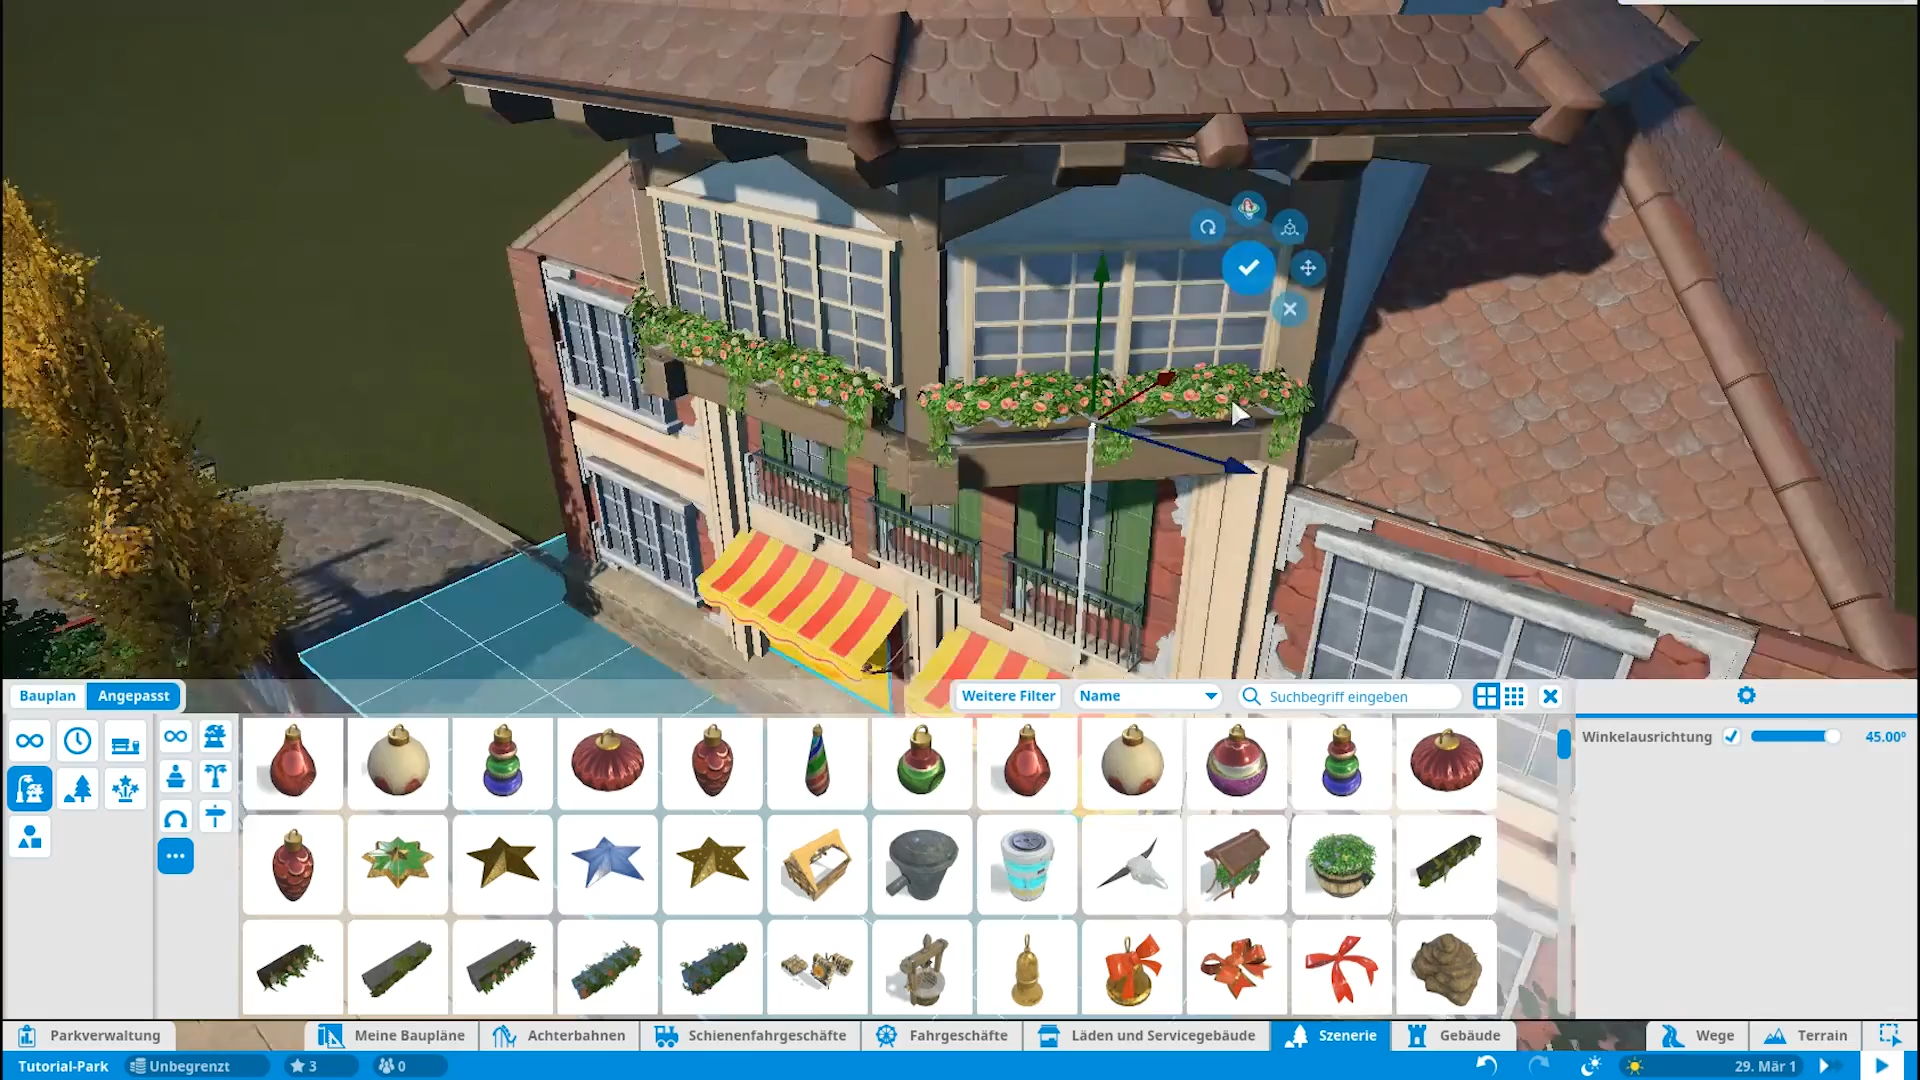 Bauplan
Angepasst
Weitere Filter
Name
Suchbegriff eingeben
Winkelausrichtung
45.00°
Parkverwaltung
Meine Baupläne
Achterbahnen
Schienenfahrgeschäfte
Fahrgeschäfte
Läden und Servicegebäude
Szenerie
Gebäude
Wege
Terrain
Tutorial-Park
Unbegrenzt
3
0
29. Mär 1